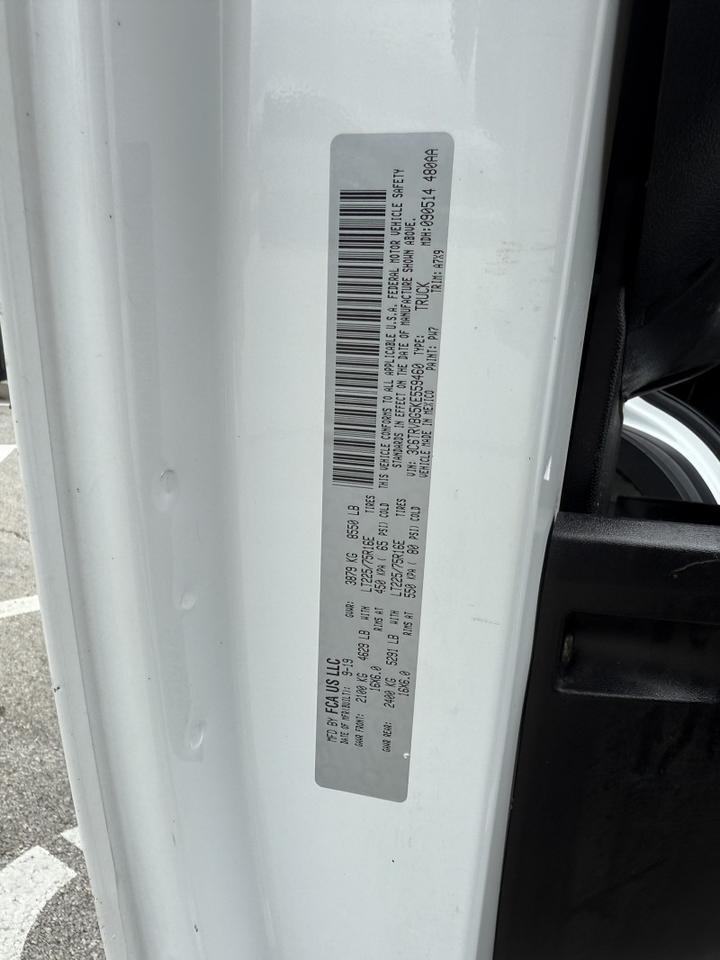 MFD BY FCA US LLC
DATE OF MFR(BUILT): 9-19 GVWR: 3879 KG 8550 LB
GAWR FRONT: 2100 KG 4629 LB WITH LT225/75R16E TIRES
16X6.0 RIMS AT 450 KPA ( 65 PSI) COLD
GAWR REAR: 2400 KG 5291 LB WITH LT225/75R16E TIRES
16X6.0 RIMS AT 550 KPA ( 80 PSI) COLD
THIS VEHICLE CONFORMS TO ALL APPLICABLE U.S.A. FEDERAL MOTOR VEHICLE SAFETY
STANDARDS IN EFFECT ON THE DATE OF MANUFACTURE SHOWN ABOVE.
VIN: 3C6TRVBG5KE559460 TYPE: TRUCK MDH:090514 480AA
VEHICLE MADE IN MEXICO PAINT: PW7 TRIM: A7X9